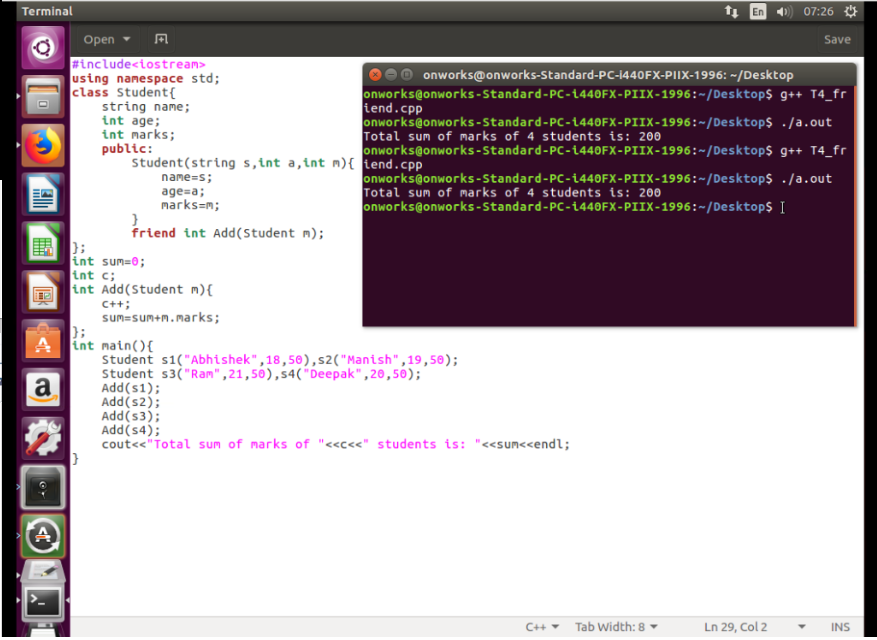 Terminal
En
07:26
Open
Save
#include<iostream>
using namespace std;
class Student{
string name;
int age;
int marks;
public:
Student(string s,int a,int m){
name=s;
age=a;
marks=m;
}
friend int Add(Student m);
};
int sum=0;
int c;
int Add(Student m){
c++;
sum=sum+m.marks;
};
int main(){
Student s1("Abhishek",18,50),s2("Manish",19,50);
Student s3("Ram",21,50),s4("Deepak",20,50);
Add(s1);
Add(s2);
Add(s3);
Add(s4);
cout<<"Total sum of marks of "<<c<<" students is: "<<sum<<endl;
}
onworks@onworks-Standard-PC-i440FX-PIIX-1996: ~/Desktop
onworks@onworks-Standard-PC-i440FX-PIIX-1996:~/Desktop$ g++ T4_fr
iend.cpp
onworks@onworks-Standard-PC-i440FX-PIIX-1996:~/Desktop$ ./a.out
Total sum of marks of 4 students is: 200
onworks@onworks-Standard-PC-i440FX-PIIX-1996:~/Desktop$ g++ T4_fr
iend.cpp
onworks@onworks-Standard-PC-i440FX-PIIX-1996:~/Desktop$ ./a.out
Total sum of marks of 4 students is: 200
onworks@onworks-Standard-PC-i440FX-PIIX-1996:~/Desktop$
C++
Tab Width: 8
Ln 29, Col 2
INS